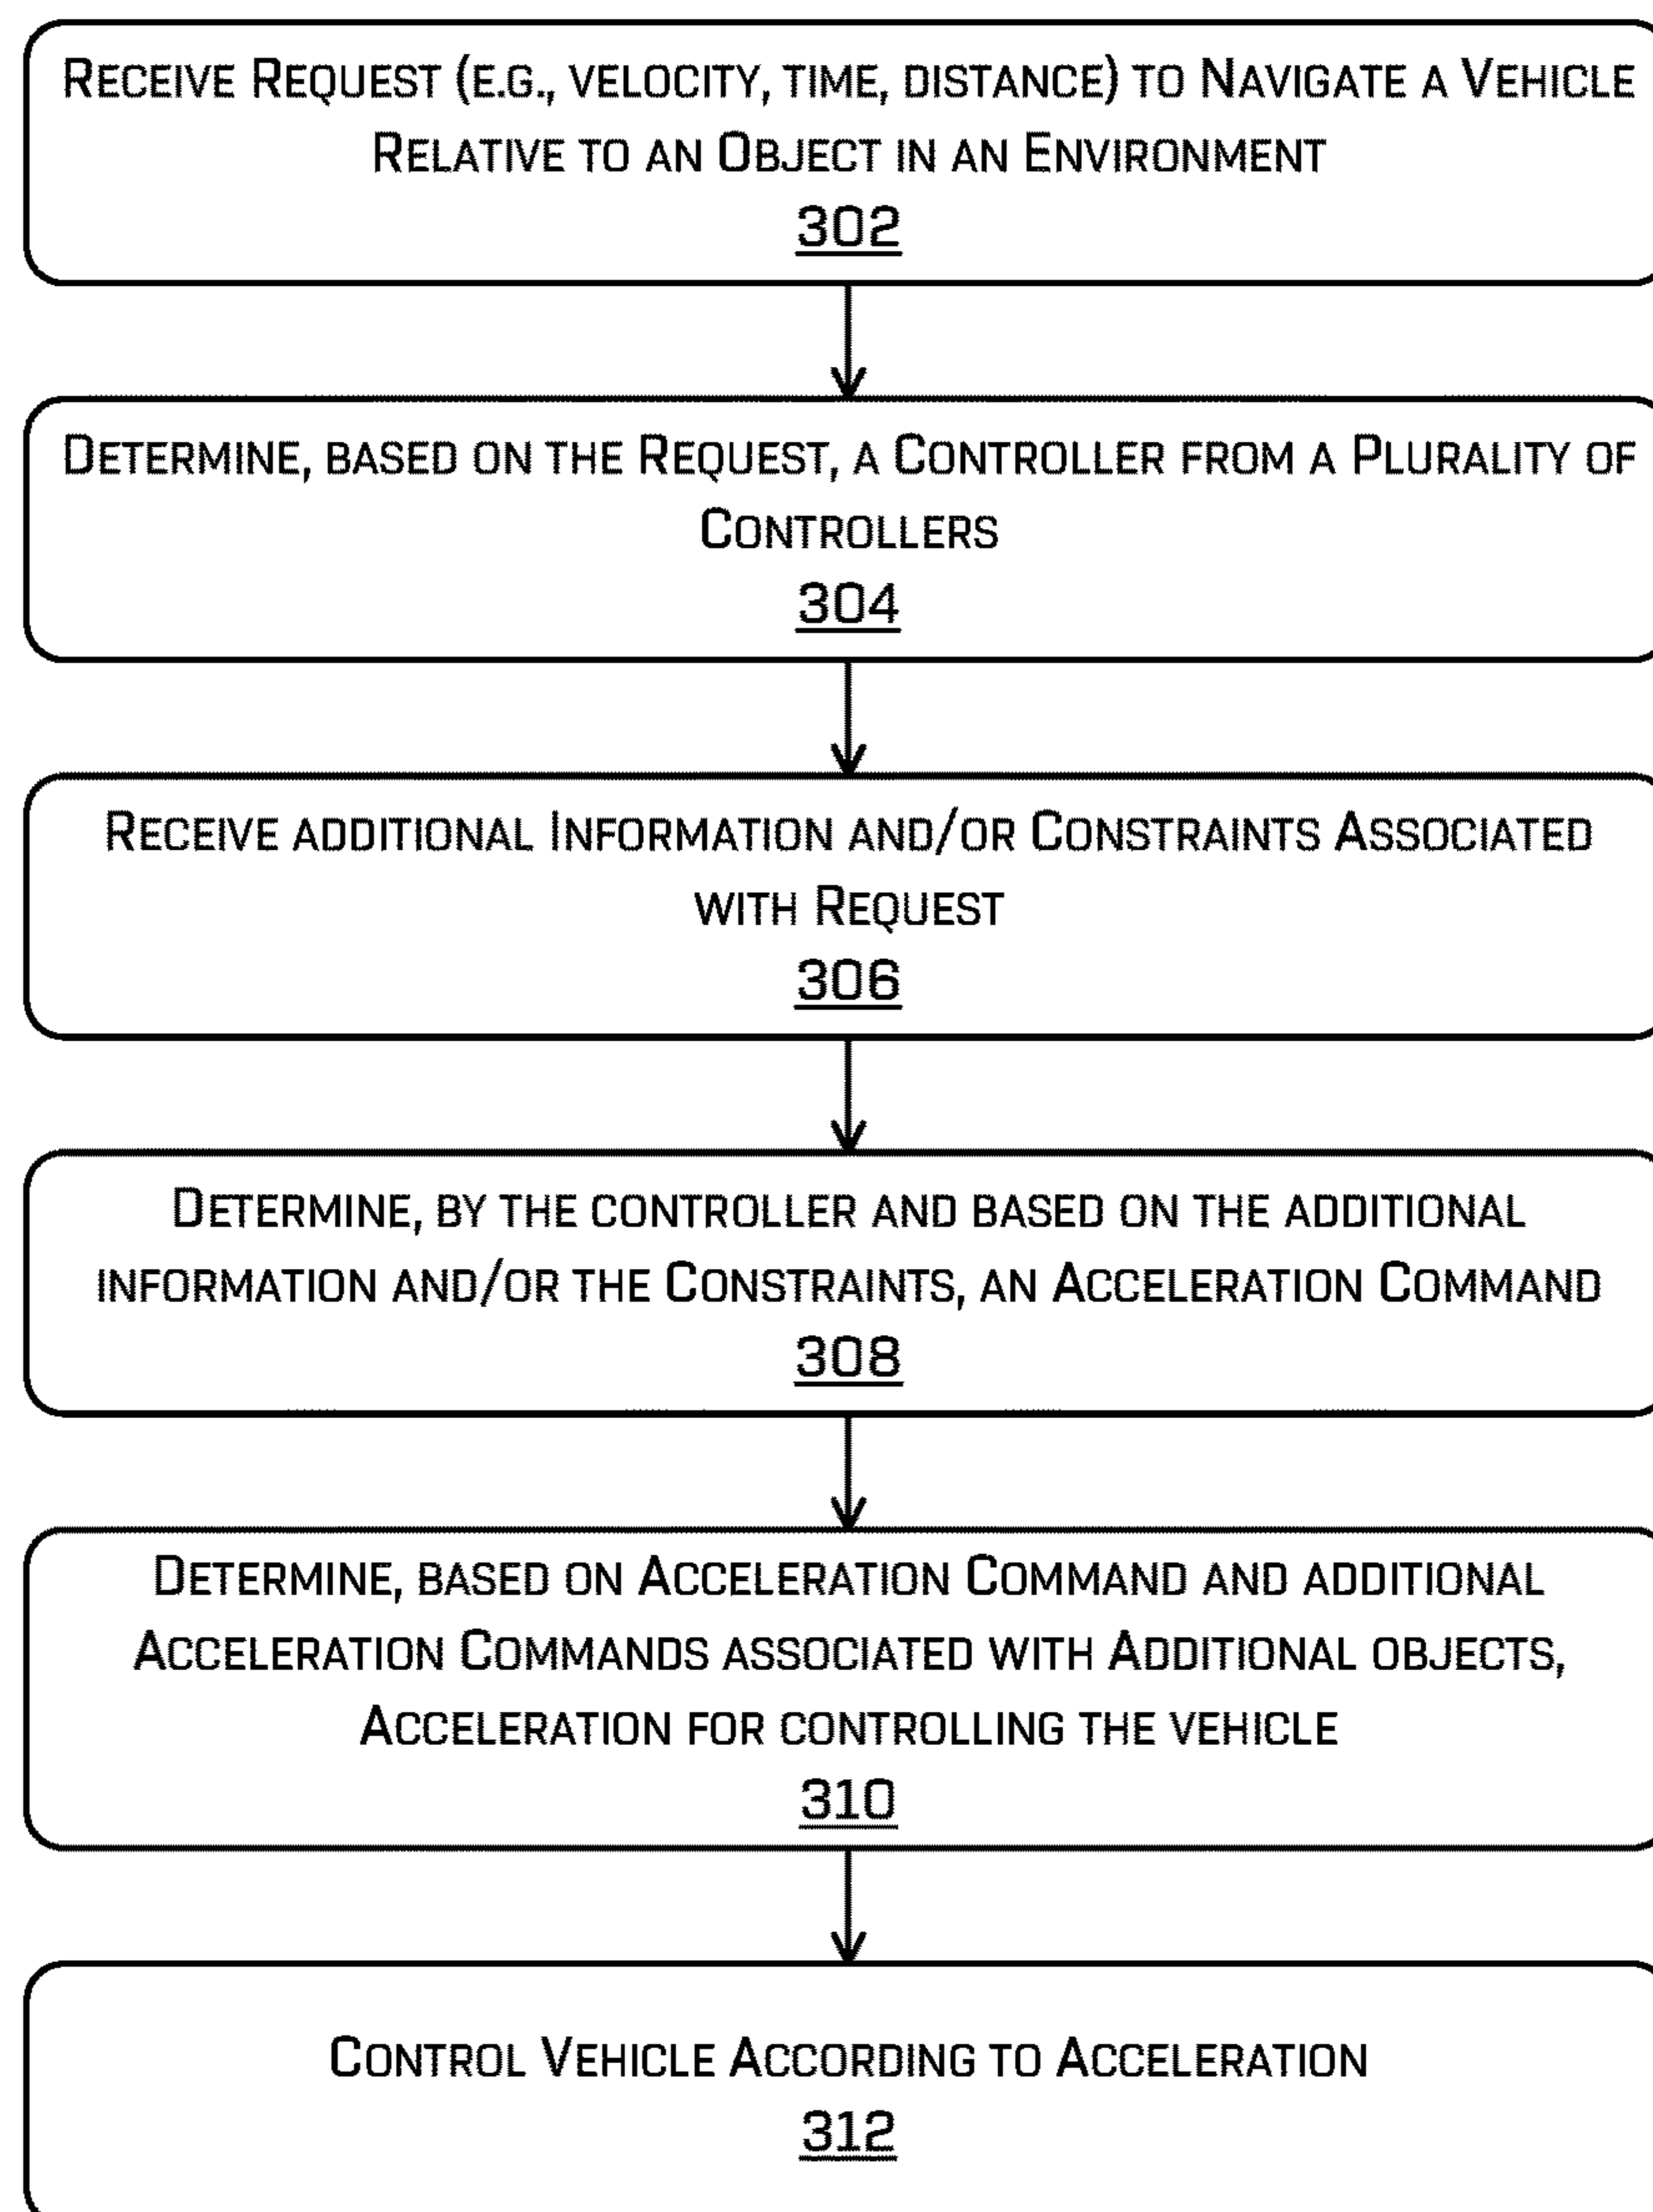 Receive Request (e.g., velocity, time, distance) to Navigate a Vehicle
Relative to an Object in an Environment
302
Determine, based on the Request, a Controller from a Plurality of
Controllers
304
Receive additional Information and/or Constraints Associated
with Request
306
Determine, by the controller and based on the additional
information and/or the Constraints, an Acceleration Command
308
Determine, based on Acceleration Command and additional
Acceleration Commands associated with Additional objects,
Acceleration for controlling the vehicle
310
Control Vehicle According to Acceleration
312